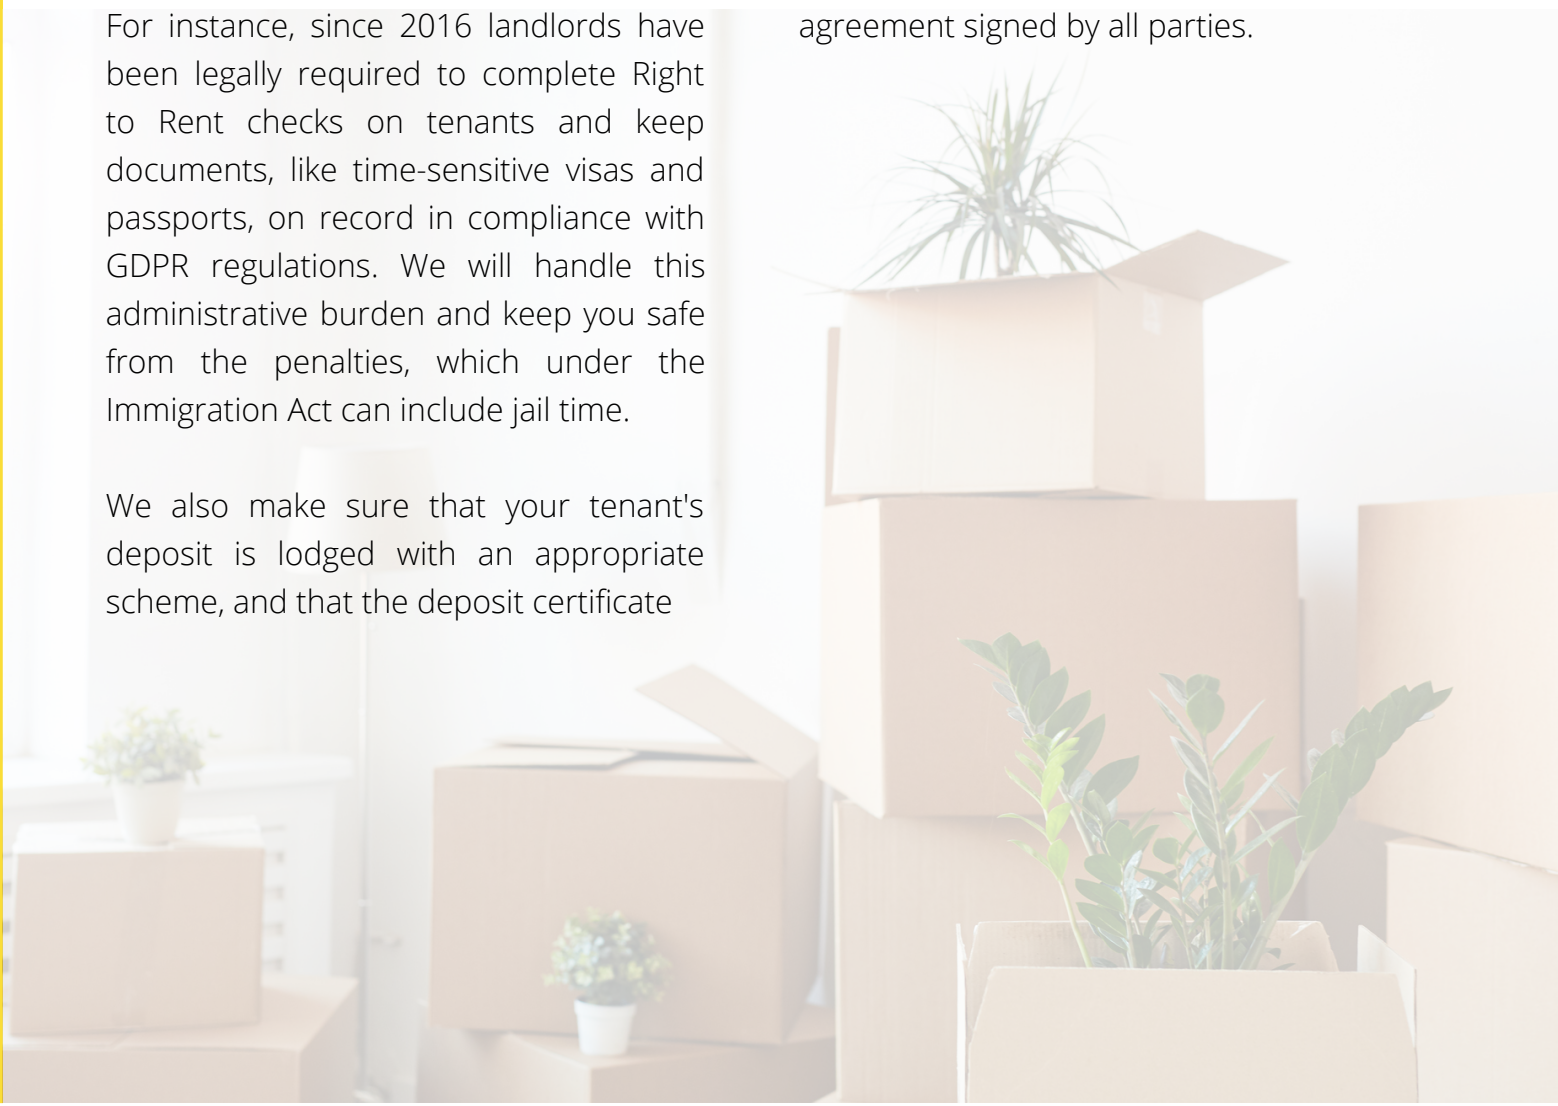 For instance, since 2016 landlords have
been legally required to complete Right
to Rent checks on tenants and keep
documents, like time-sensitive visas and
passports, on record in compliance with
GDPR regulations. We will handle this
administrative burden and keep you safe
from the penalties, which under the
Immigration Act can include jail time.
We also make sure that your tenant's
deposit is lodged with an appropriate
scheme, and that the deposit certificate
agreement signed by all parties.